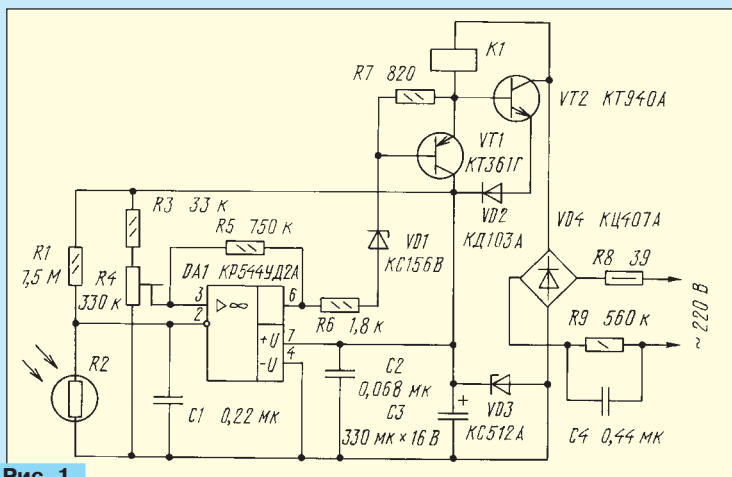 K1
R7 820
VT2 КТ940А
VT1
КТ361Г
R3 33 к
R5 750 к
VD2
КД103А
VD4 КЦ407А
R1
7,5 М
R4
330 к
DA1 КР544УД2А
VD1
КС156В
R8 39
3
2
▷∞
6
7
4
+U
-U
R6 1,8 к
R9 560 к
~ 220 В
R2
C1 0,22 мк
C2
0,068 мк
C3
330 мк × 16 В
+
VD3
КС512А
C4 0,44 мк
Рис. 1